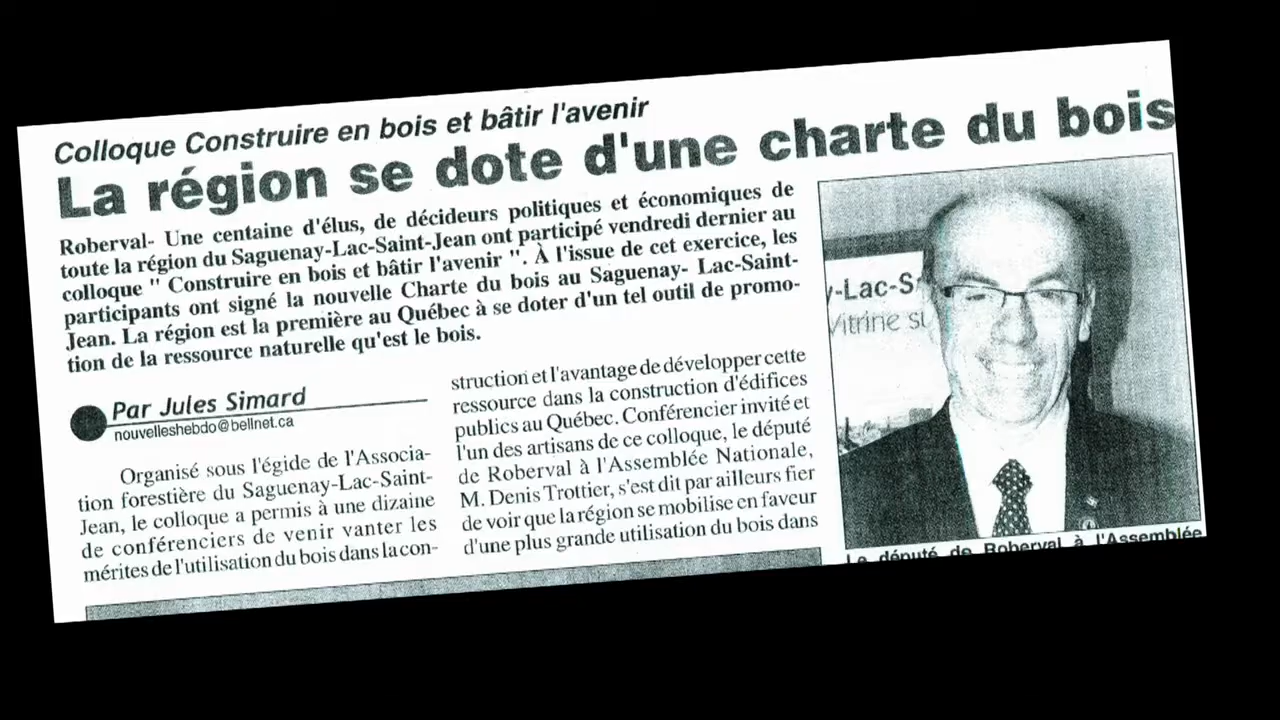 Colloque Construire en bois et bâtir l'avenir
La région se dote d'une charte du bois
Roberval- Une centaine d'élus, de décideurs politiques et économiques de
toute la région du Saguenay-Lac-Saint-Jean ont participé vendredi dernier au
colloque " Construire en bois et bâtir l'avenir ". À l'issue de cet exercice, les
participants ont signé la nouvelle Charte du bois au Saguenay- Lac-Saint-
Jean. La région est la première au Québec à se doter d'un tel outil de promo-
tion de la ressource naturelle qu'est le bois.
Par Jules Simard
nouvelleshebdo@bellnet.ca
Organisé sous l'égide de l'Associa-
tion forestière du Saguenay-Lac-Saint-
Jean, le colloque a permis à une dizaine
de conférenciers de venir vanter les
mérites de l'utilisation du bois dans la con-
struction et l'avantage de développer cette
ressource dans la construction d'édifices
publics au Québec. Conférencier invité et
l'un des artisans de ce colloque, le député
de Roberval à l'Assemblée Nationale,
M. Denis Trottier, s'est dit par ailleurs fier
de voir que la région se mobilise en faveur
d'une plus grande utilisation du bois dans
y-Lac-S
Vitrine su
Le député de Roberval à l'Assemblée